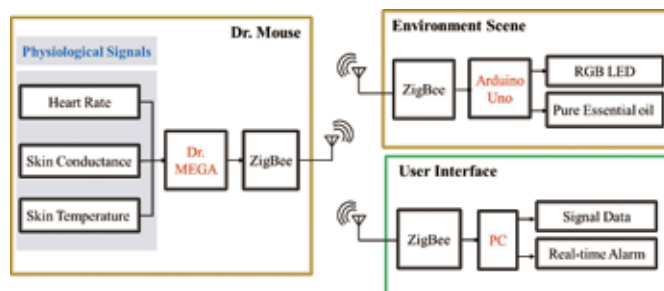 Dr. Mouse
Physiological Signals
Heart Rate
Skin Conductance
Skin Temperature
Dr.
MEGA
ZigBee
Environment Scene
ZigBee
Arduino
Uno
RGB LED
Pure Essential oil
User Interface
ZigBee
PC
Signal Data
Real-time Alarm